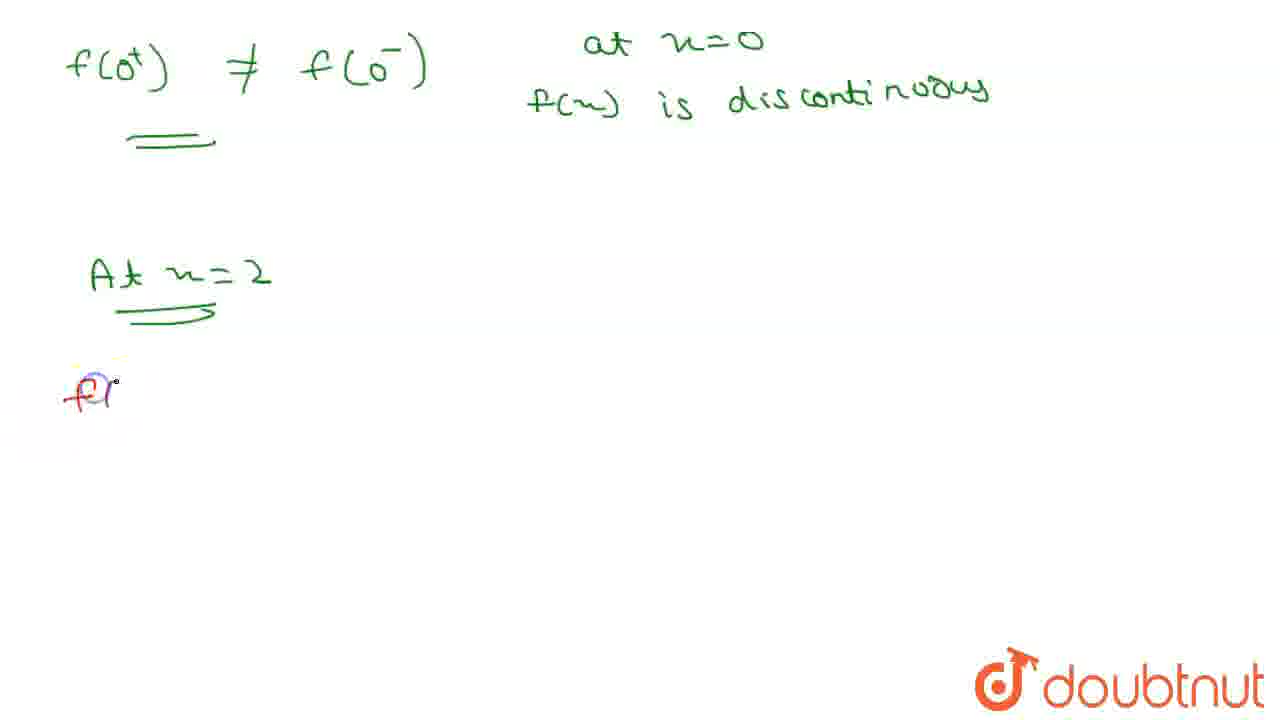 f(0⁺) ≠ f(0⁻)
at x=0
f(x) is discontinuous
At x=2
f(
doubtnut